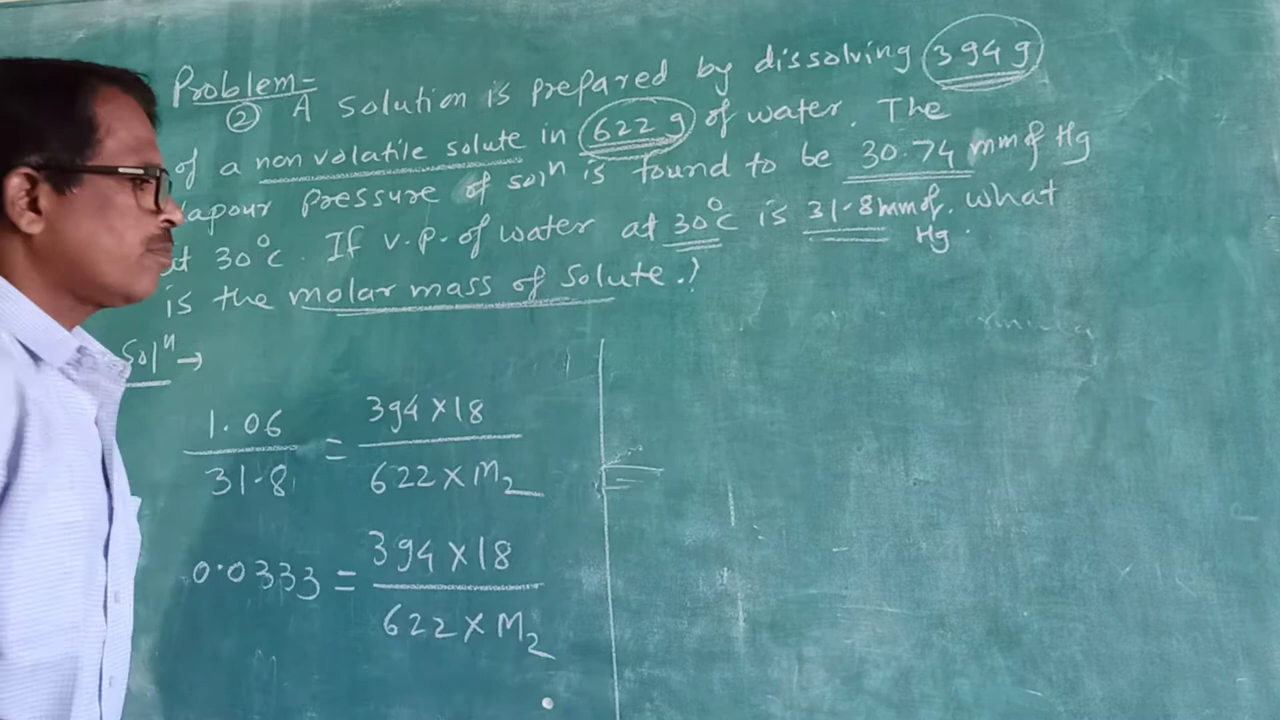 Problem-
② A solution is prepared by dissolving 394 g
of a non volatile solute in 622 g of water. The
Vapour pressure of solⁿ is found to be 30.74 mm of Hg
at 30°c. If v.p. of water at 30°c is 31.8 mm of Hg. what
is the molar mass of solute.?
Solⁿ→
1.06 / 31.8 = 394 × 18 / 622 × M₂
0.0333 = 394 × 18 / 622 × M₂